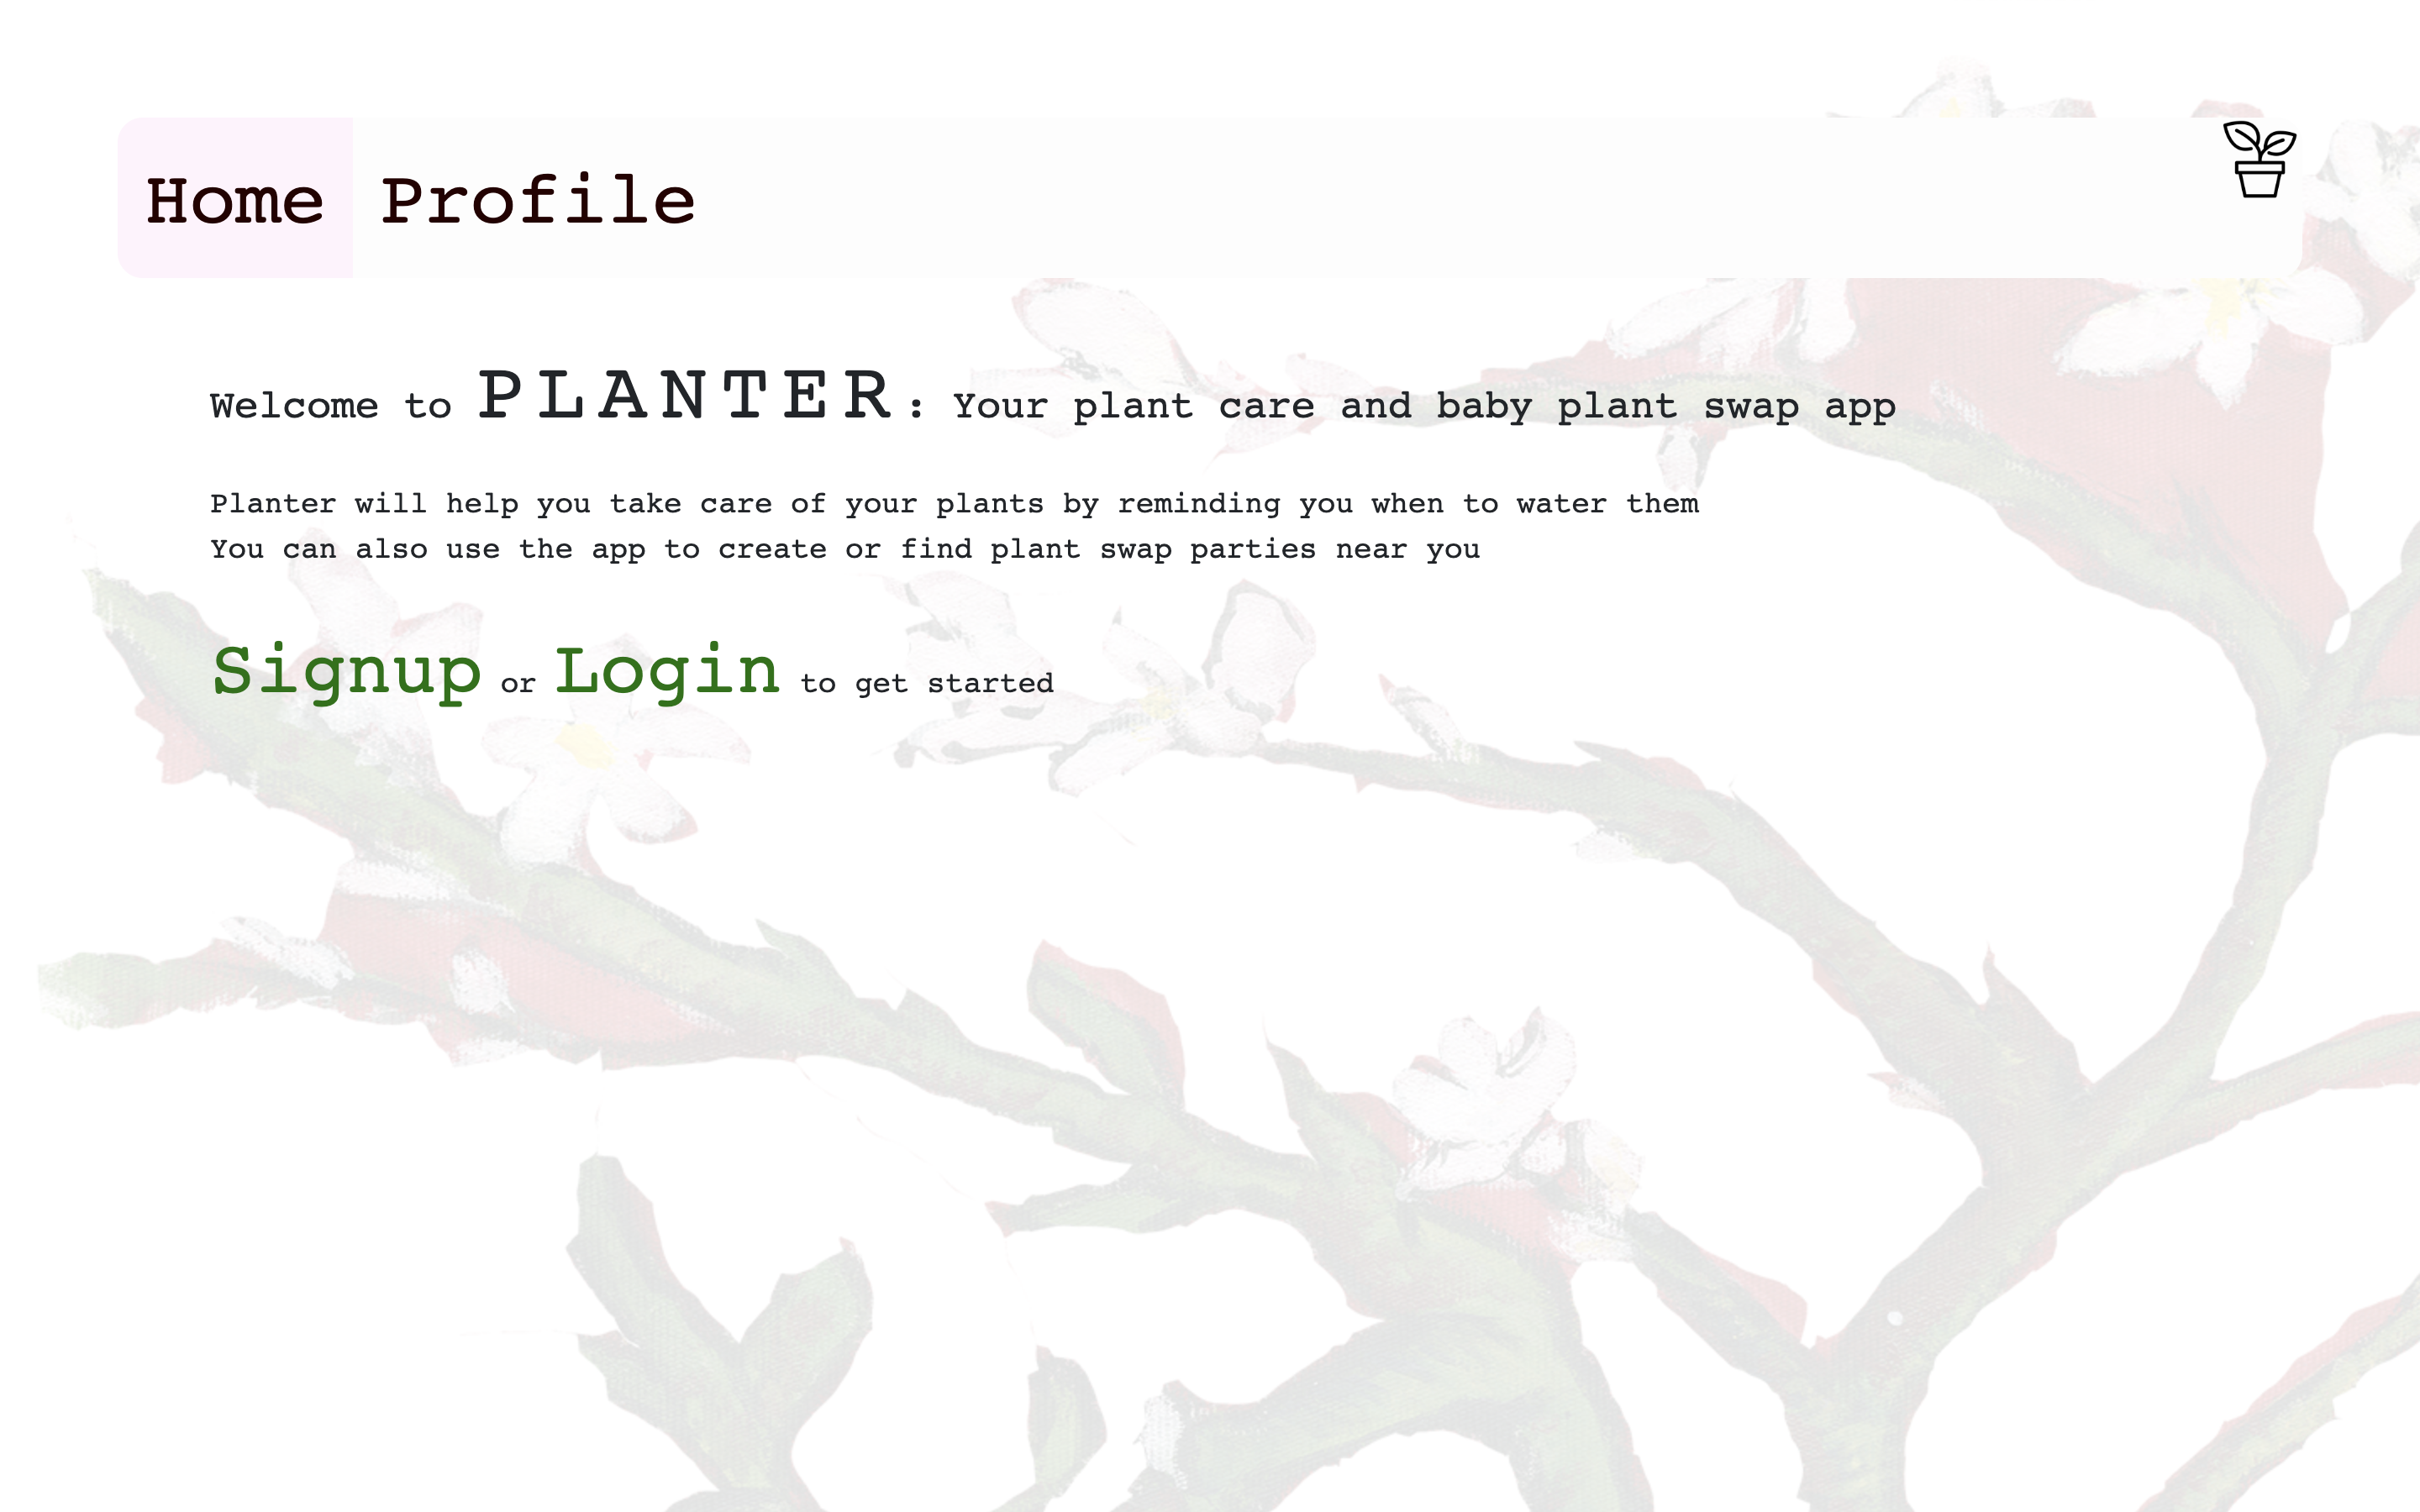 Home Profile
Welcome to PLANTER: Your plant care and baby plant swap app
Planter will help you take care of your plants by reminding you when to water them
You can also use the app to create or find plant swap parties near you
Signup or Login to get started